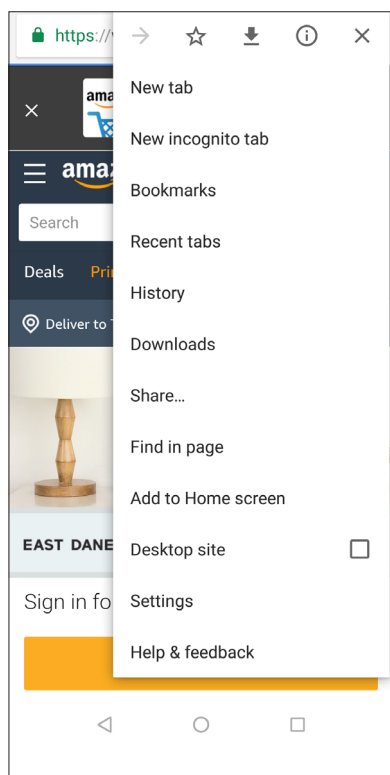 https://
New tab
ama
New incognito tab
amaz
Bookmarks
Search
Recent tabs
Deals Pri
History
Deliver to
Downloads
Share...
Find in page
Add to Home screen
EAST DANE
Desktop site
Sign in fo
Settings
Help & feedback